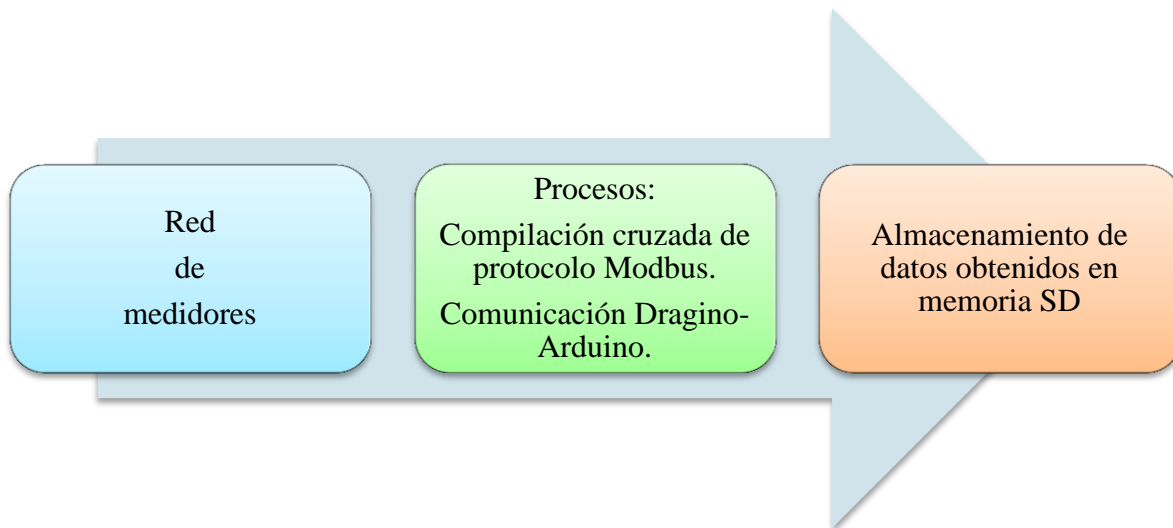 Red
de
medidores
Procesos:
Compilación cruzada de
protocolo Modbus.
Comunicación Dragino-
Arduino.
Almacenamiento de
datos obtenidos en
memoria SD